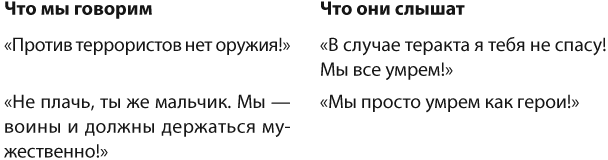 Что мы говорим
Что они слышат
«Против террористов нет оружия!»
«В случае теракта я тебя не спасу!
Мы все умрем!»
«Не плачь, ты же мальчик. Мы —
воины и должны держаться му-
жественно!»
«Мы просто умрем как герои!»